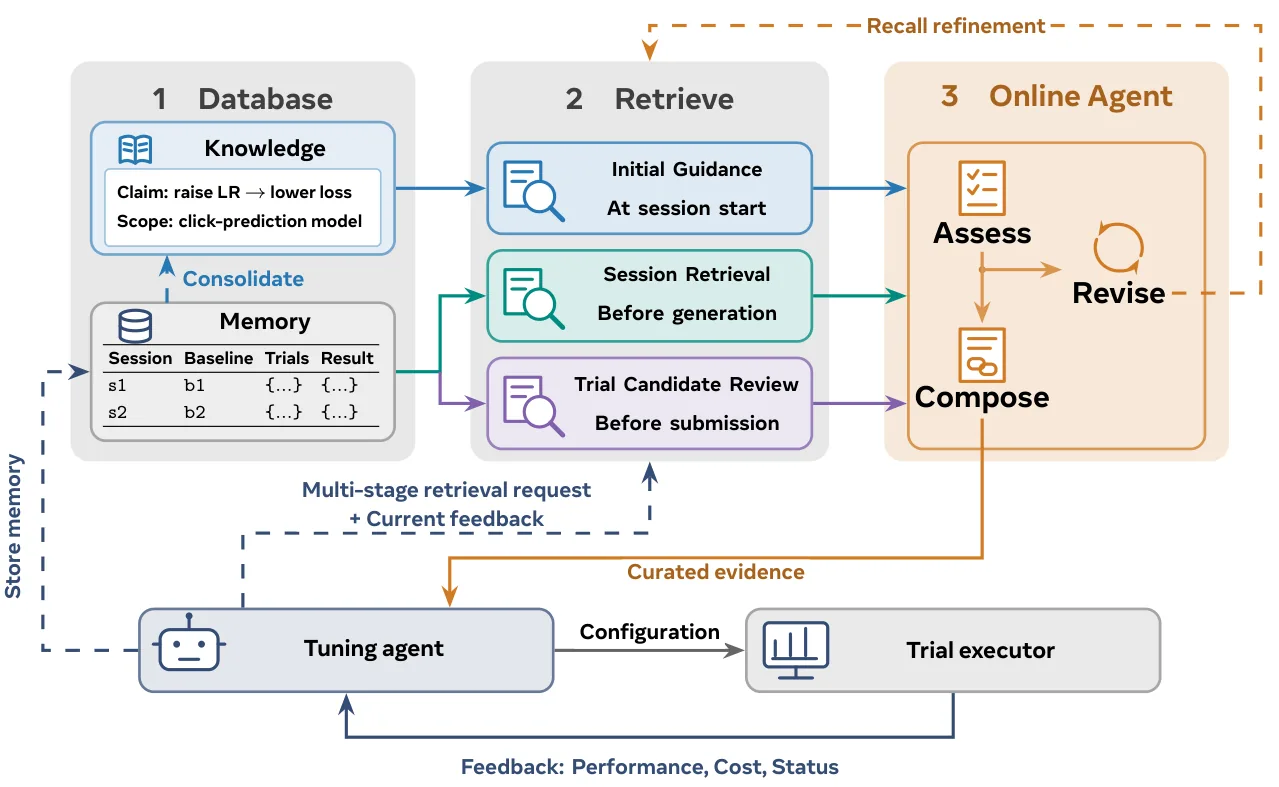 Recall refinement
1 Database
Knowledge
Claim: raise LR → lower loss
Scope: click-prediction model
Consolidate
Memory
Session Baseline Trials Result
s1 b1 {...} {...}
s2 b2 {...} {...}
Store memory
2 Retrieve
Initial Guidance
At session start
Session Retrieval
Before generation
Trial Candidate Review
Before submission
3 Online Agent
Assess
Revise
Compose
Multi-stage retrieval request
+ Current feedback
Curated evidence
Tuning agent
Configuration
Trial executor
Feedback: Performance, Cost, Status